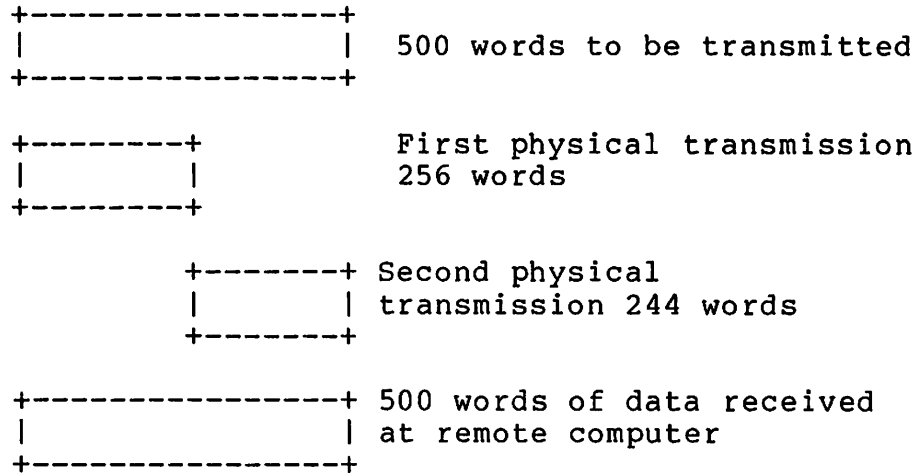 500 words to be transmitted
First physical transmission
256 words
Second physical
transmission 244 words
500 words of data received
at remote computer